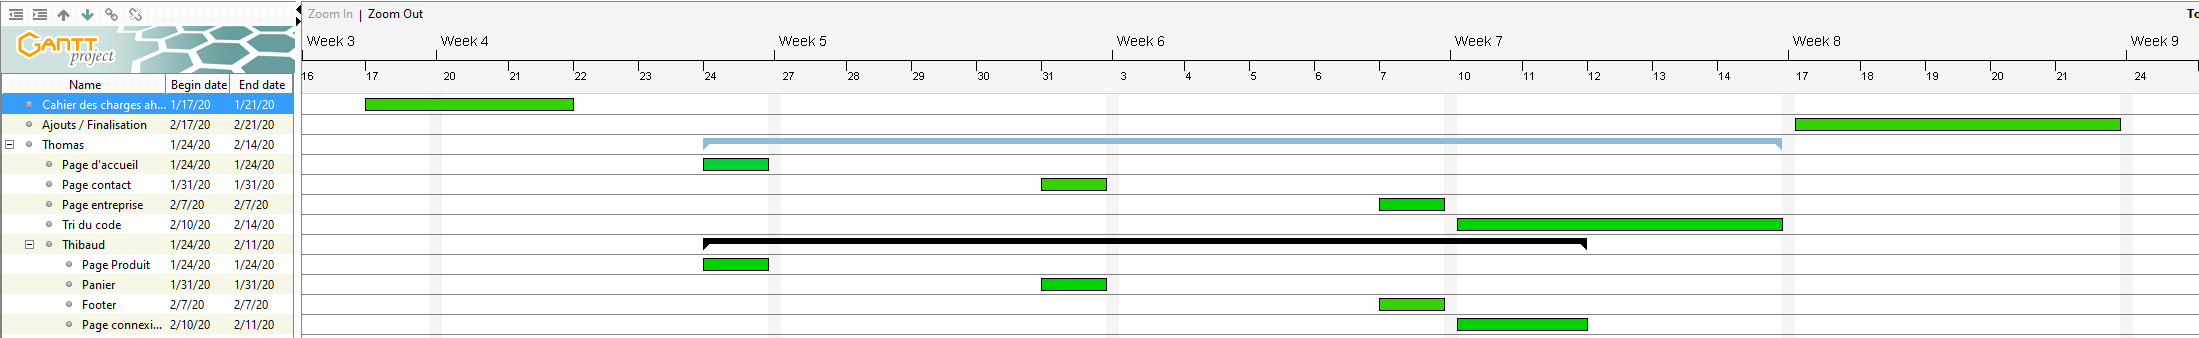 Zoom In | Zoom Out
To
GANTT project
Week 3 Week 4 Week 5 Week 6 Week 7 Week 8 Week 9
16 17 20 21 22 23 24 27 28 29 30 31 3 4 5 6 7 10 11 12 13 14 17 18 19 20 21 24
Name Begin date End date
Cahier des charges ah... 1/17/20 1/21/20
Ajouts / Finalisation 2/17/20 2/21/20
Thomas 1/24/20 2/14/20
Page d'accueil 1/24/20 1/24/20
Page contact 1/31/20 1/31/20
Page entreprise 2/7/20 2/7/20
Tri du code 2/10/20 2/14/20
Thibaud 1/24/20 2/11/20
Page Produit 1/24/20 1/24/20
Panier 1/31/20 1/31/20
Footer 2/7/20 2/7/20
Page connexi... 2/10/20 2/11/20